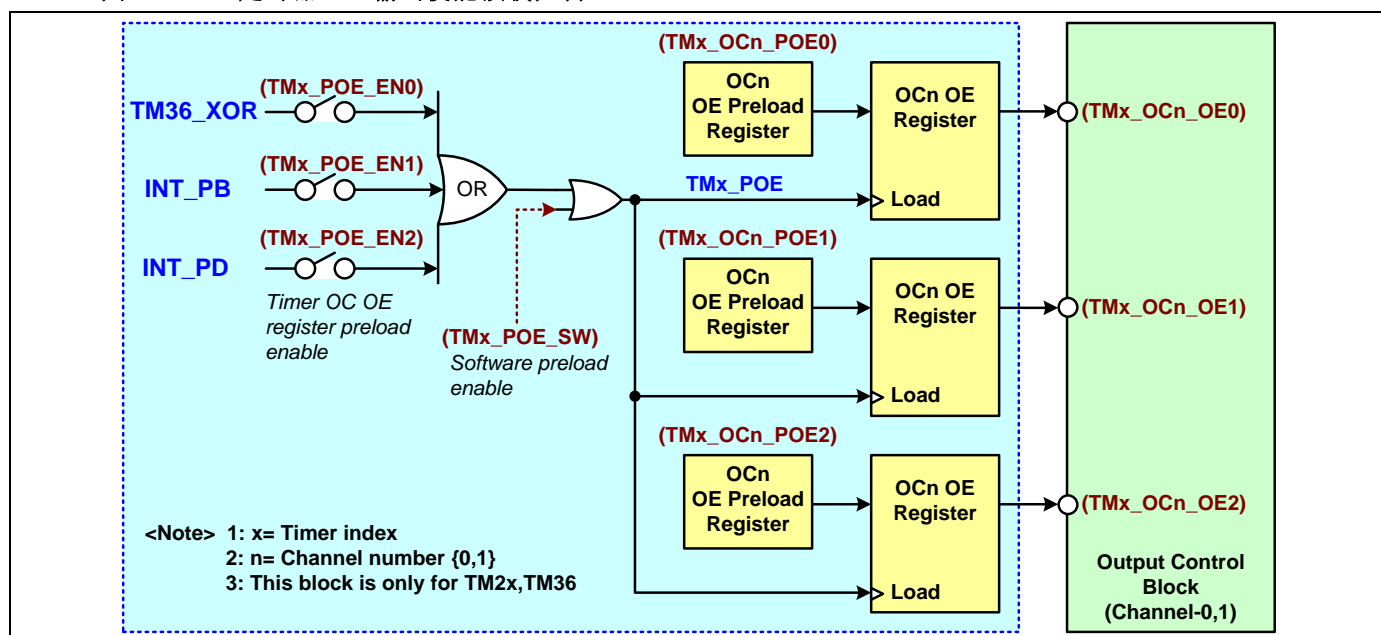 (TMx_OCn_POE0)
TM36_XOR
(TMx_POE_EN0)
OCn
OE Preload
Register
OCn OE
Register
Load
(TMx_OCn_OE0)
INT_PB
(TMx_POE_EN1)
OR
TMx_POE
INT_PD
(TMx_POE_EN2)
Timer OC OE
register preload
enable
(TMx_POE_SW)
Software preload
enable
(TMx_OCn_POE1)
OCn
OE Preload
Register
OCn OE
Register
Load
(TMx_OCn_OE1)
(TMx_OCn_POE2)
OCn
OE Preload
Register
OCn OE
Register
Load
(TMx_OCn_OE2)
<Note> 1: x= Timer index
2: n= Channel number {0,1}
3: This block is only for TM2x,TM36
Output Control
Block
(Channel-0,1)